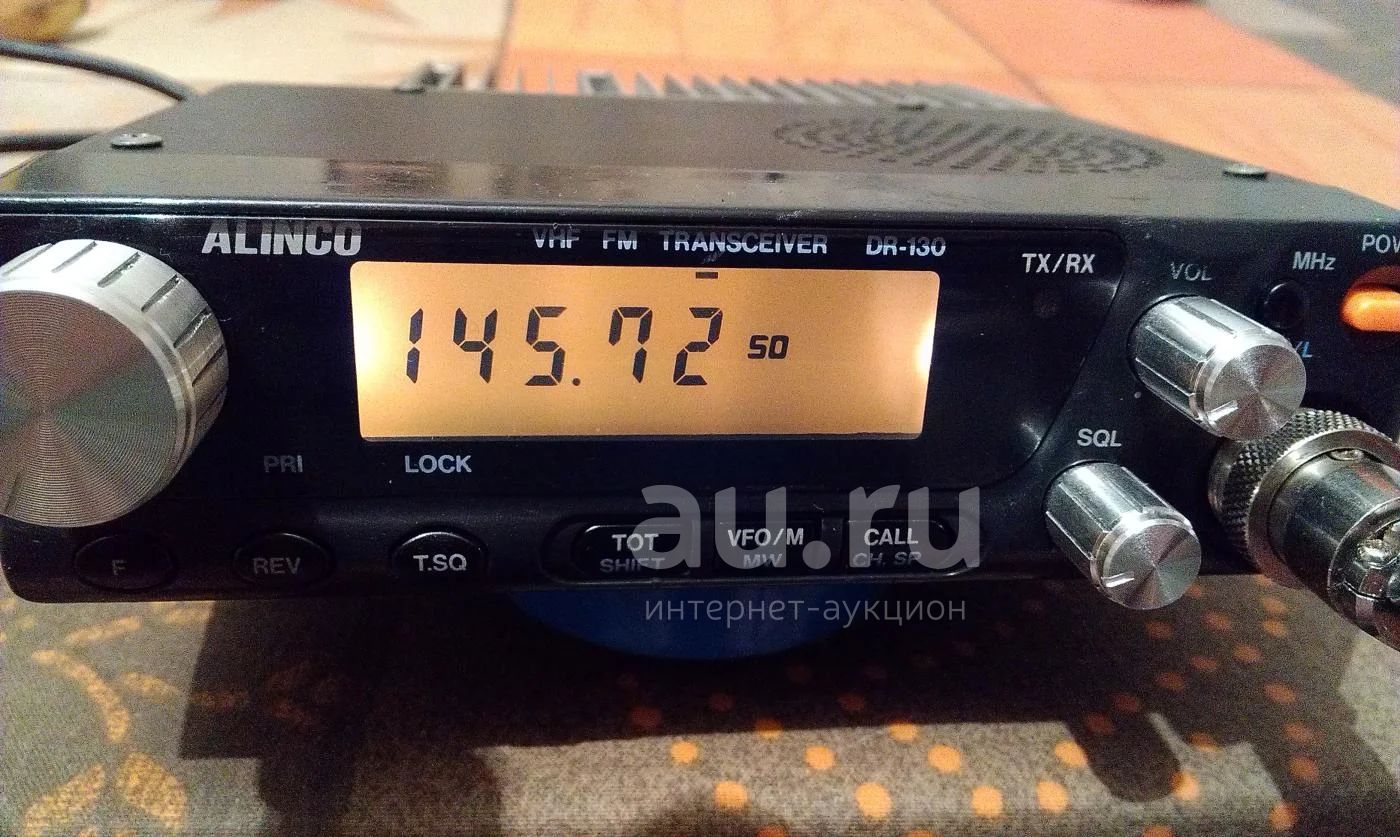 ALINCO VHF FM TRANSCEIVER DR-130
TX/RX VOL MHz
145.72 50
SQL
PRI LOCK
F REV T.SQ
TOT VFO/M CALL
SHIFT MW CH. SP
au.ru
интернет-аукцион